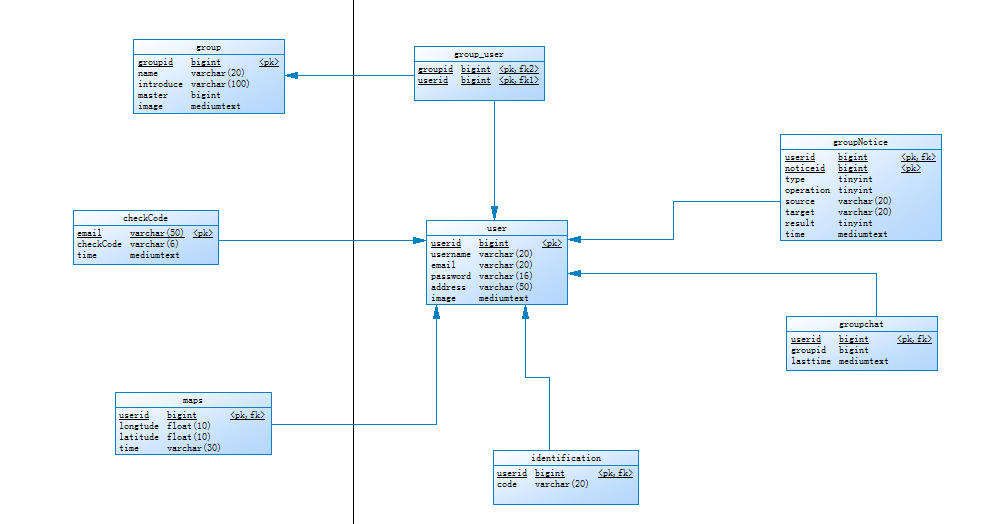 group
groupid bigint <pk>
name varchar(20)
introduce varchar(100)
master bigint
image mediumtext
group_user
groupid bigint <pk,fk2>
userid bigint <pk,fk1>
groupNotice
userid bigint <pk,fk>
noticeid bigint <pk>
type tinyint
operation tinyint
source varchar(20)
target varchar(20)
result tinyint
time mediumtext
checkCode
email varchar(50) <pk>
checkCode varchar(6)
time mediumtext
user
userid bigint <pk>
username varchar(20)
email varchar(20)
password varchar(16)
address varchar(50)
image mediumtext
groupchat
userid bigint <pk,fk>
groupid bigint
lasttime mediumtext
maps
userid bigint <pk,fk>
longtude float(10)
latitude float(10)
time varchar(30)
identification
userid bigint <pk,fk>
code varchar(20)